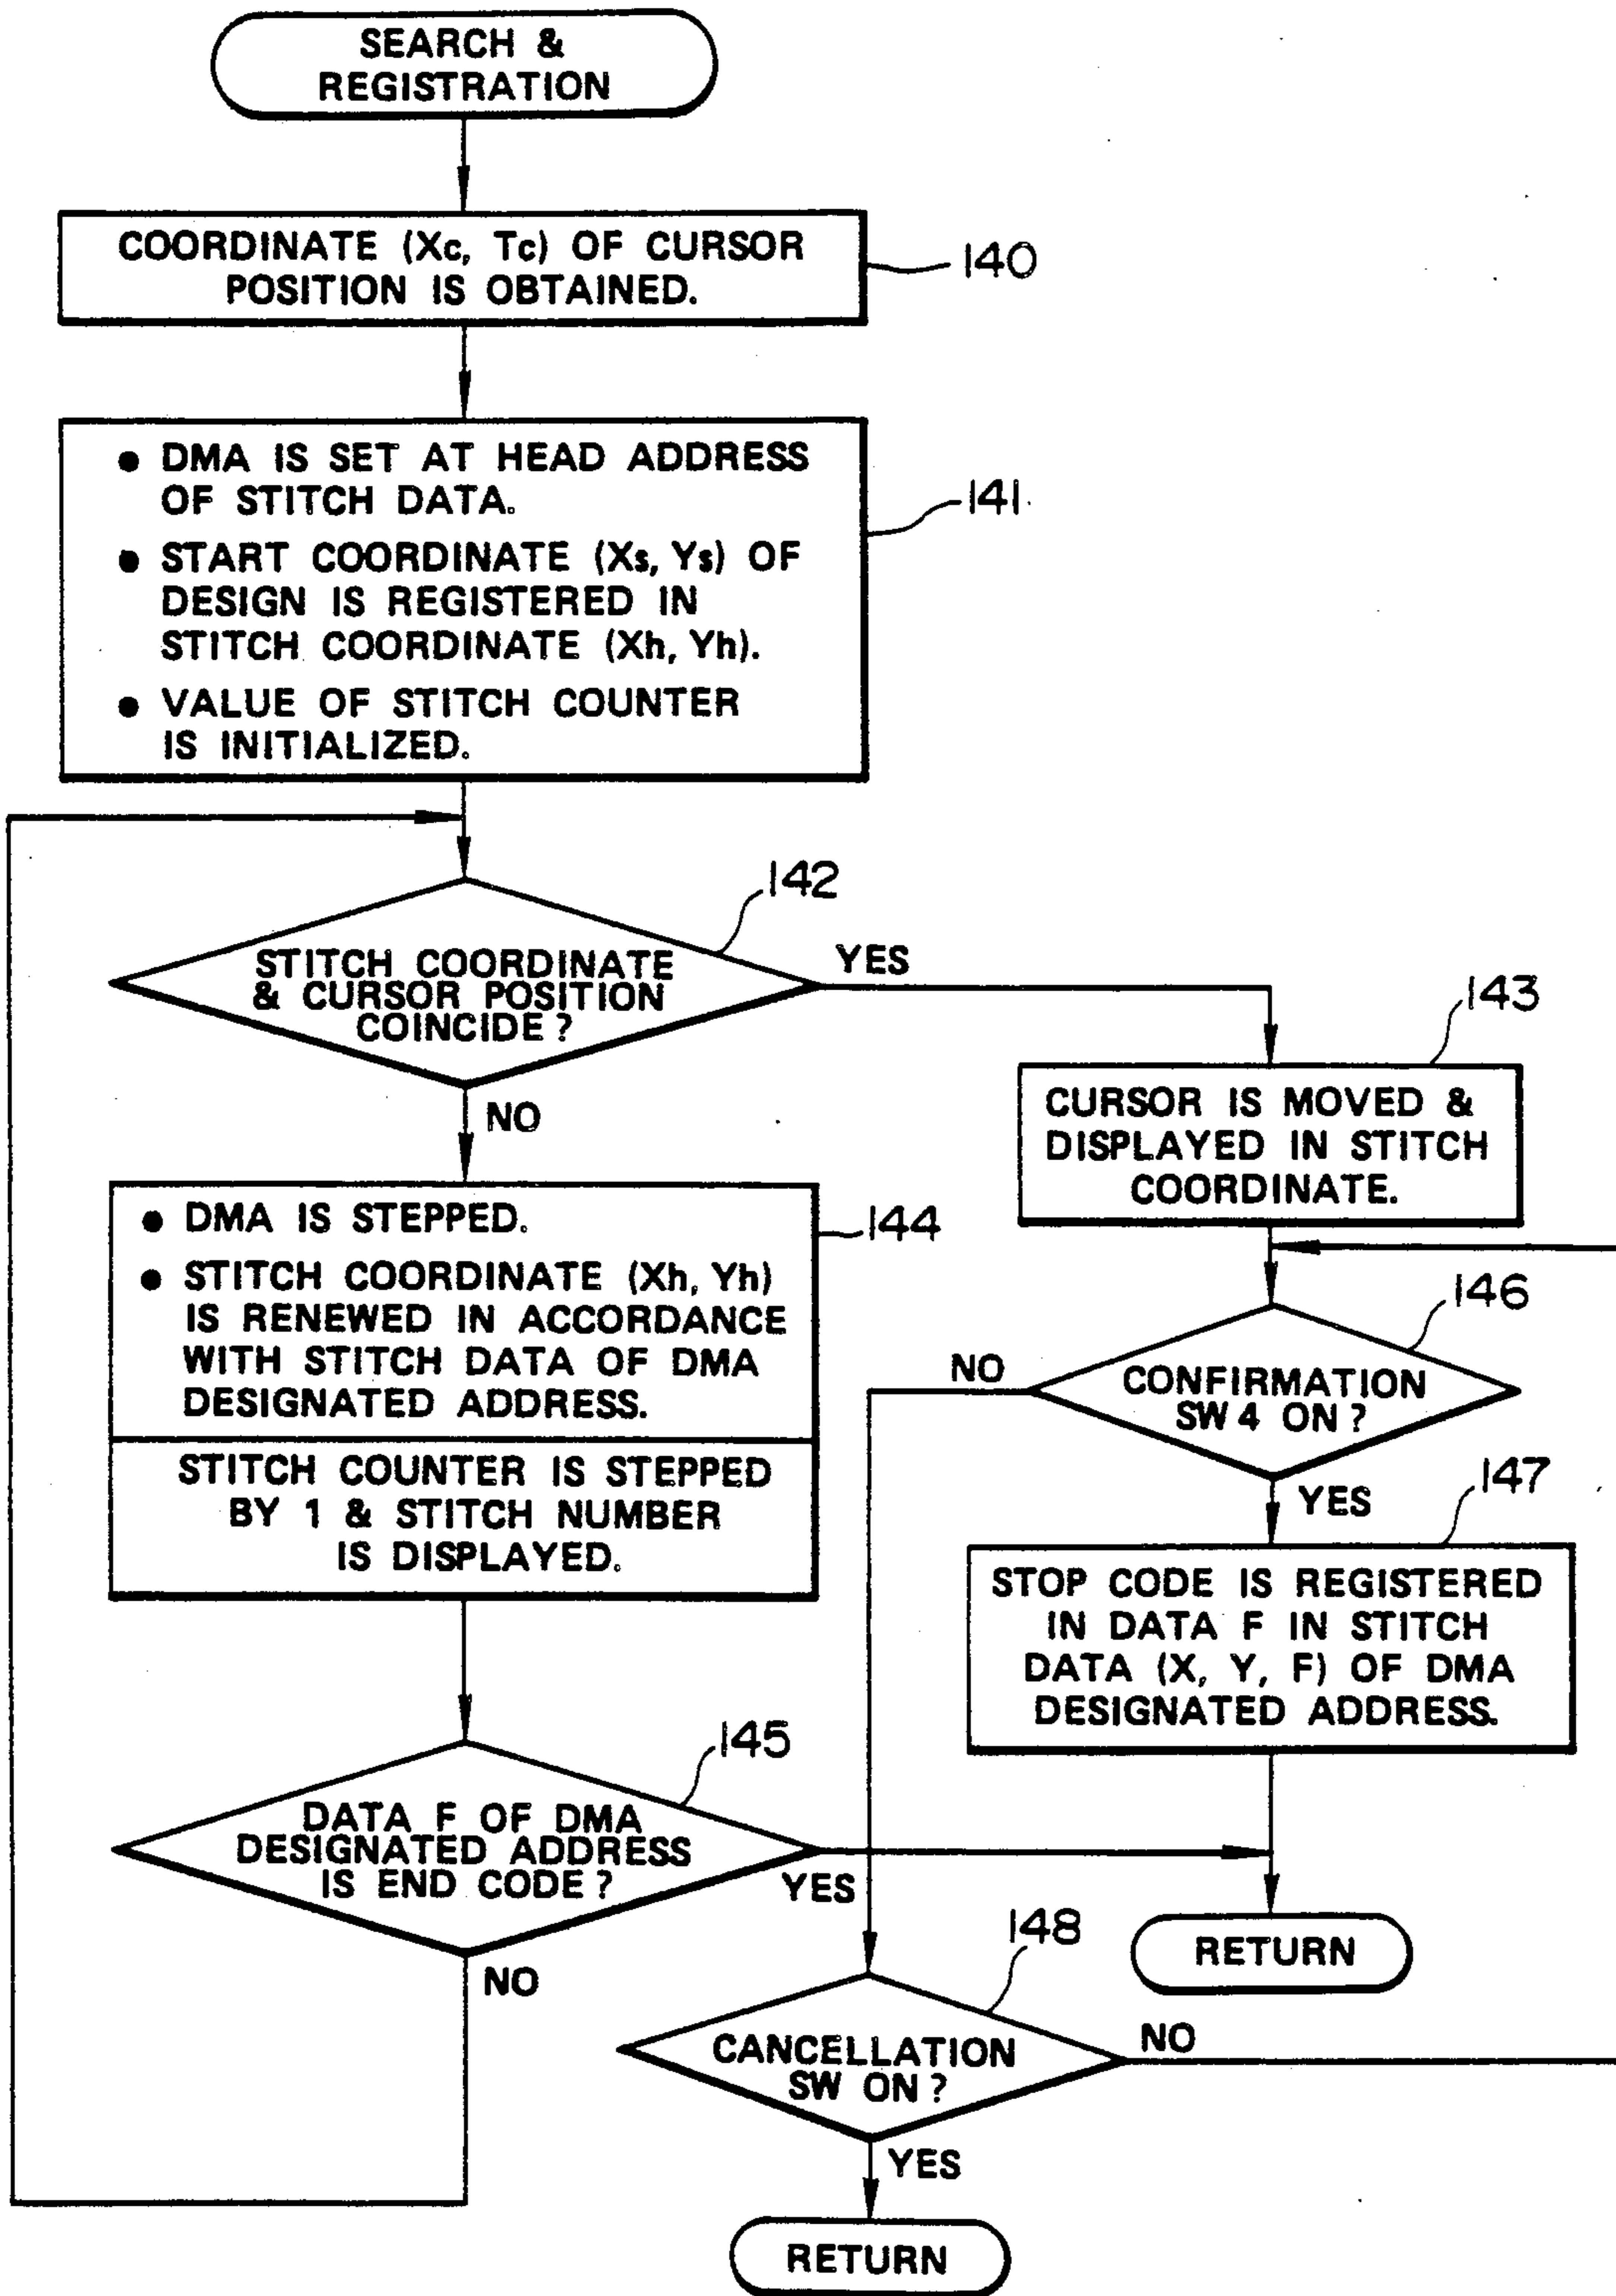 SEARCH &
REGISTRATION
COORDINATE (Xc, Tc) OF CURSOR
POSITION IS OBTAINED.
140
● DMA IS SET AT HEAD ADDRESS
OF STITCH DATA.
● START COORDINATE (Xs, Ys) OF
DESIGN IS REGISTERED IN
STITCH COORDINATE (Xh, Yh).
● VALUE OF STITCH COUNTER
IS INITIALIZED.
141
142
STITCH COORDINATE
& CURSOR POSITION
COINCIDE?
YES
NO
143
CURSOR IS MOVED &
DISPLAYED IN STITCH
COORDINATE.
● DMA IS STEPPED.
● STITCH COORDINATE (Xh, Yh)
IS RENEWED IN ACCORDANCE
WITH STITCH DATA OF DMA
DESIGNATED ADDRESS.
144
STITCH COUNTER IS STEPPED
BY 1 & STITCH NUMBER
IS DISPLAYED.
146
CONFIRMATION
SW4 ON?
NO
YES
147
STOP CODE IS REGISTERED
IN DATA F IN STITCH
DATA (X, Y, F) OF DMA
DESIGNATED ADDRESS.
145
DATA F OF DMA
DESIGNATED ADDRESS
IS END CODE?
YES
NO
RETURN
148
CANCELLATION
SW ON?
NO
YES
RETURN